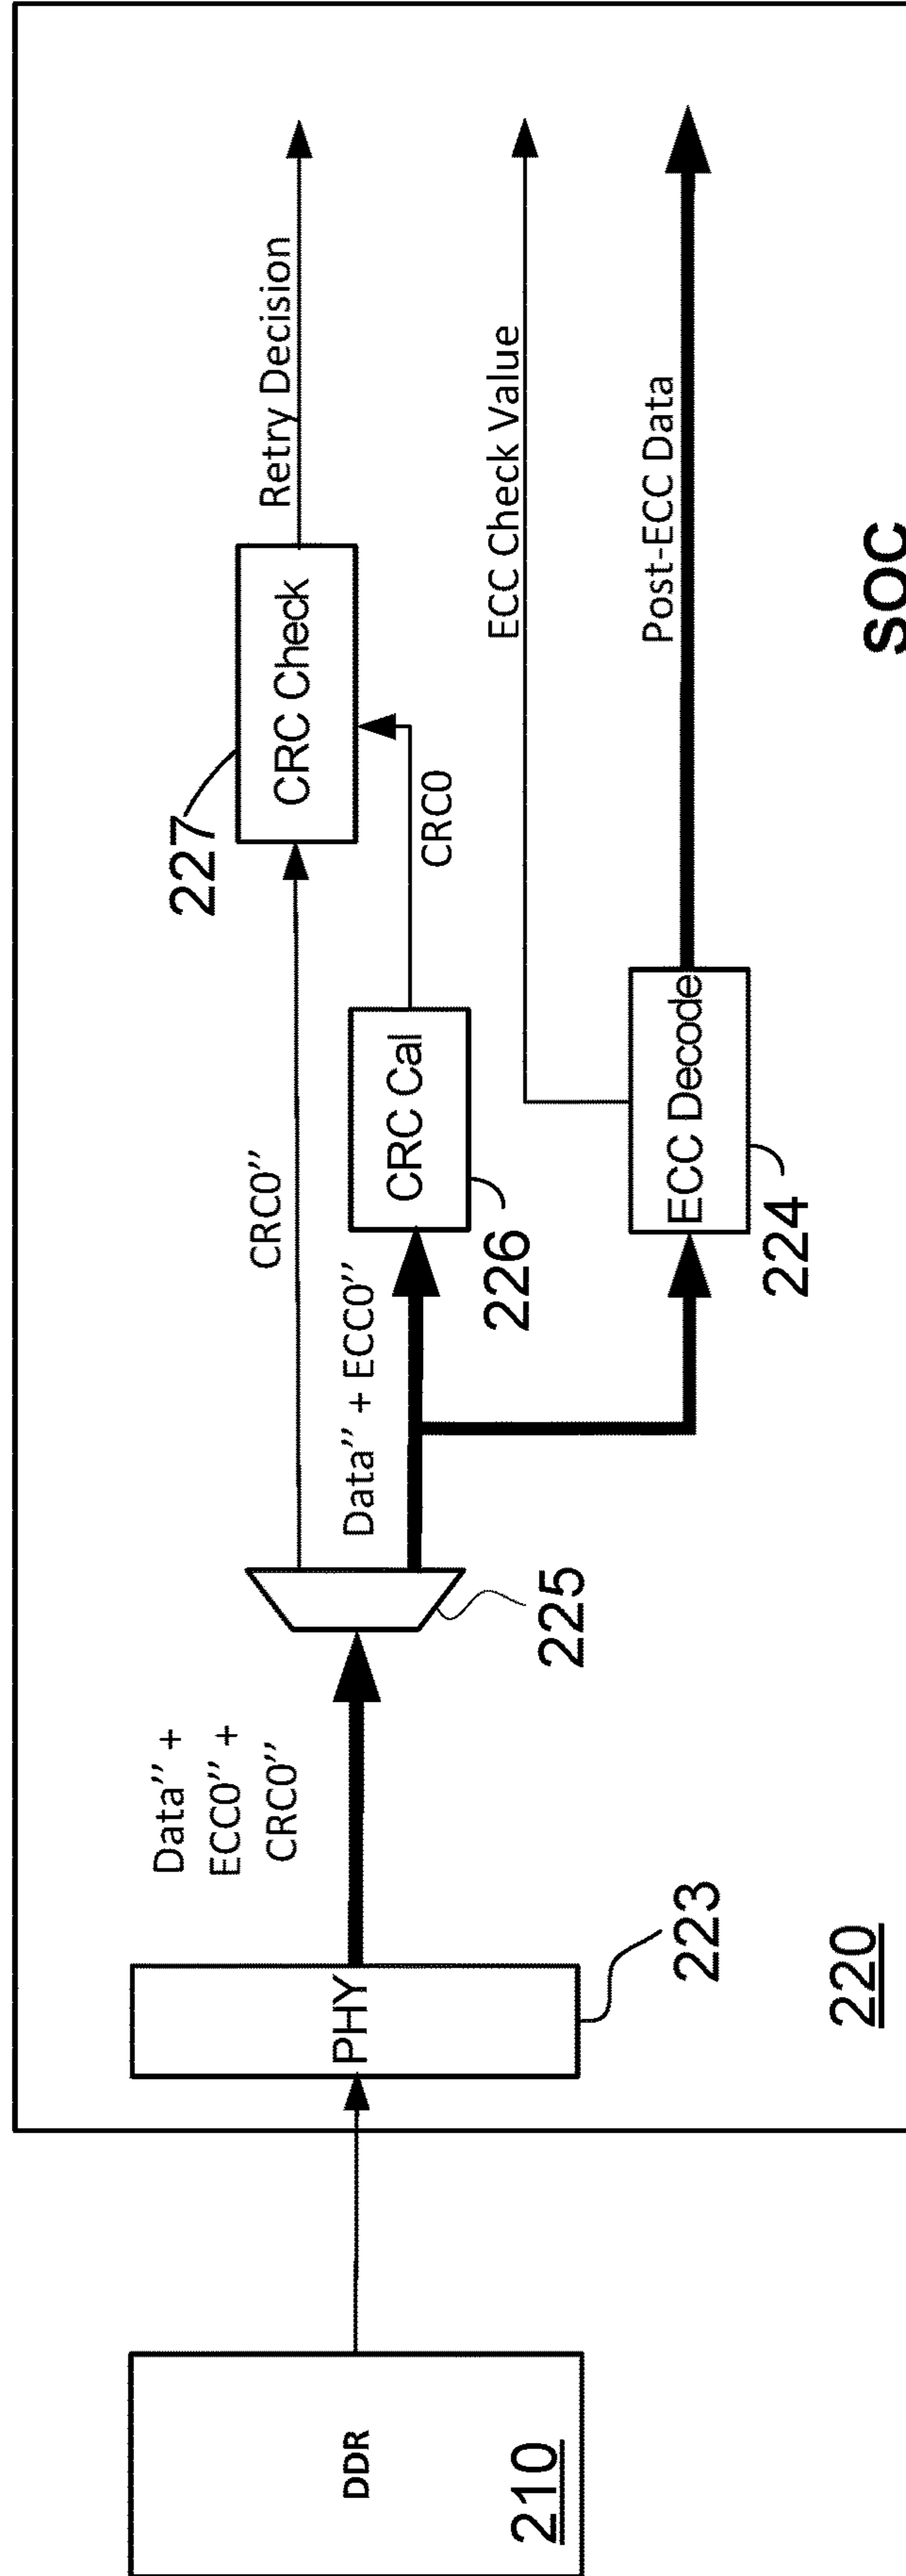 DDR
210
PHY
223
220
Data'' +
ECC0'' +
CRC0''
225
CRC0''
Data'' + ECC0''
CRC Cal
226
CRC0
227
CRC Check
Retry Decision
ECC Decode
224
ECC Check Value
Post-ECC Data
SOC